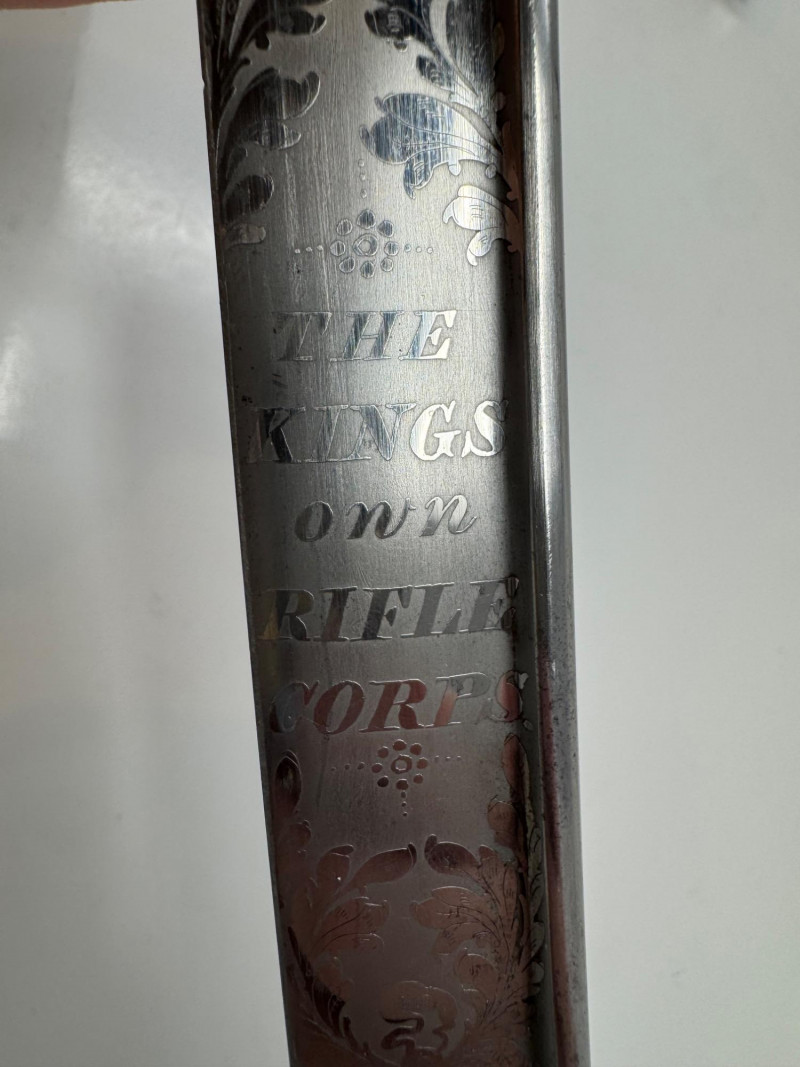 THE
KINGS
own
RIFLE
CORPS